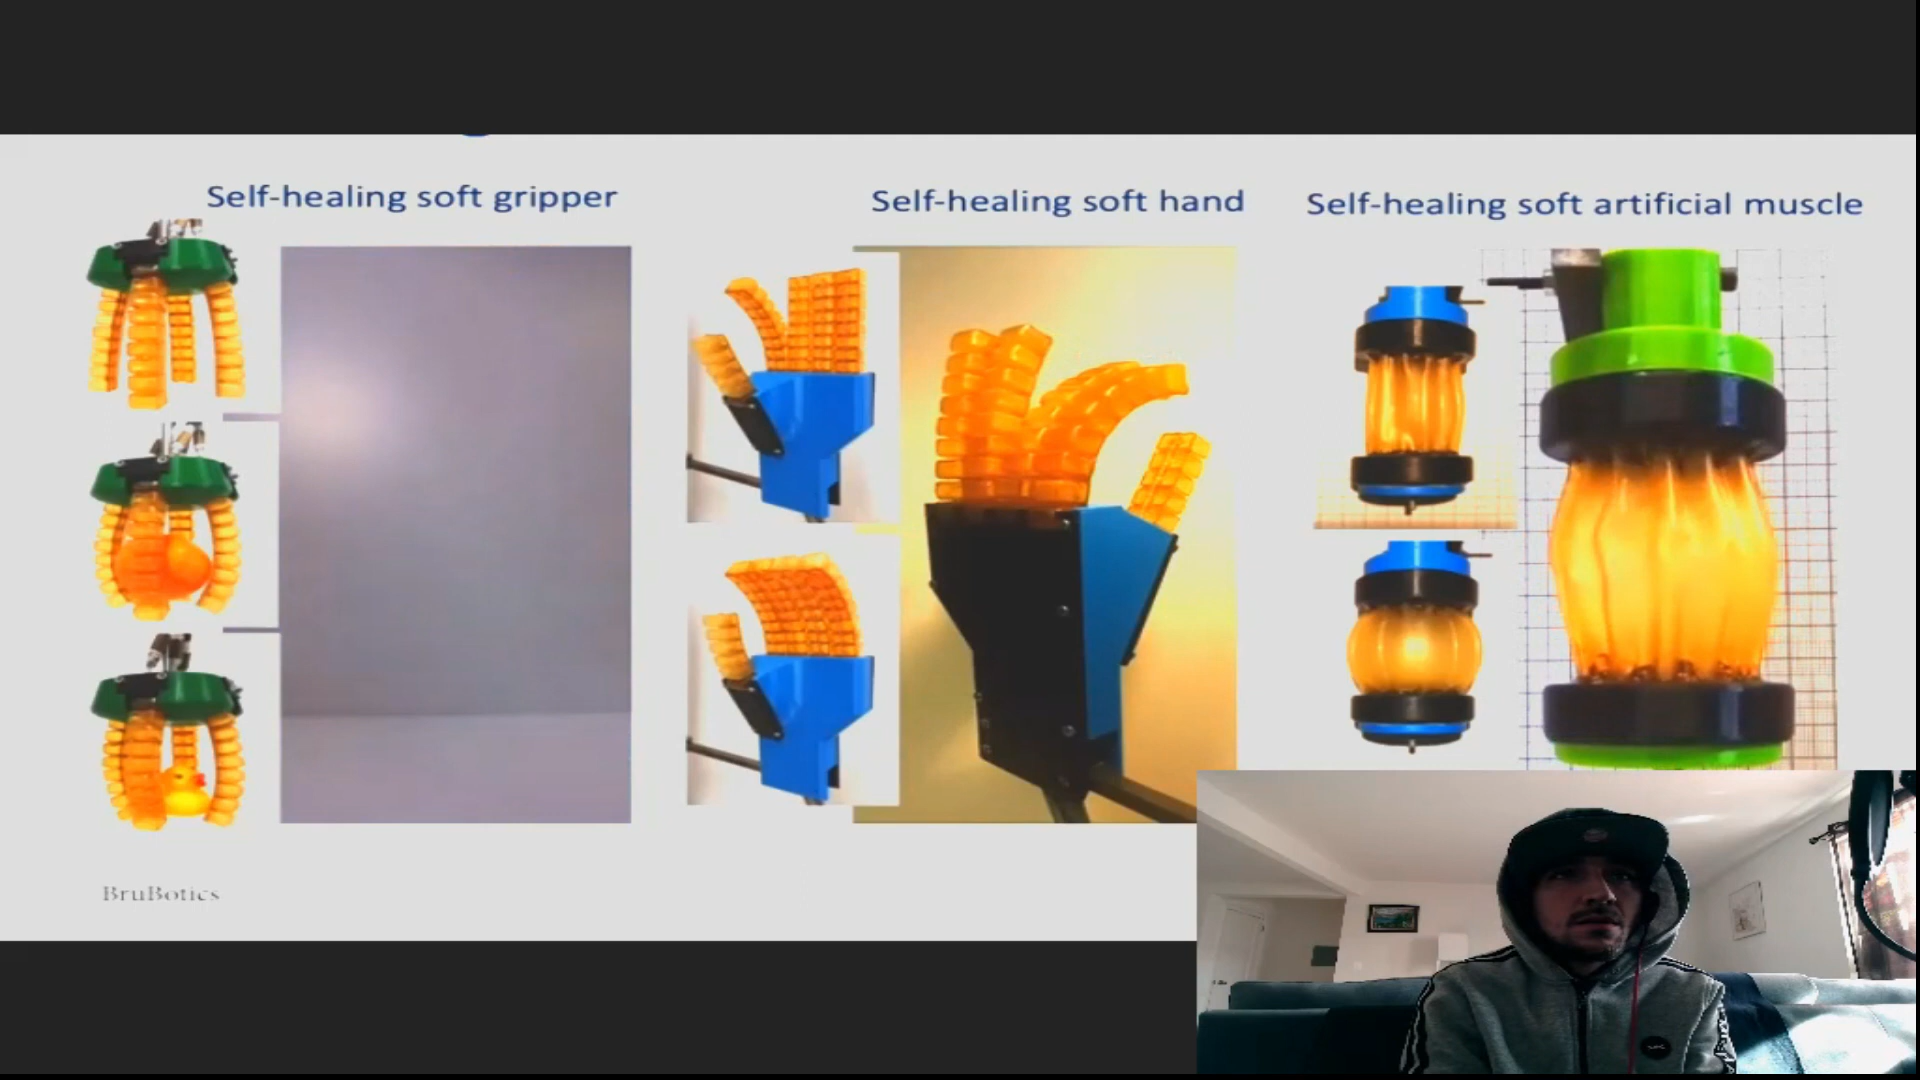 Self-healing soft gripper
Self-healing soft hand
Self-healing soft artificial muscle
BruBotics